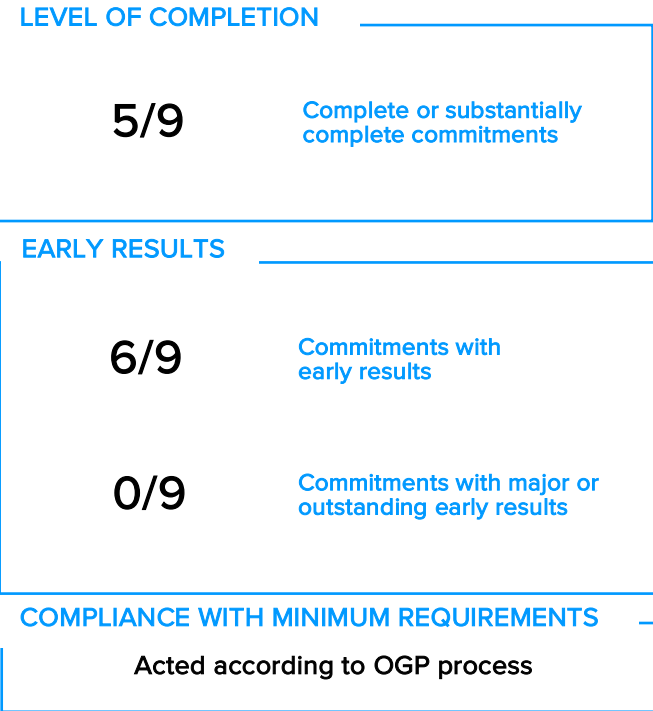 LEVEL OF COMPLETION
5/9
Complete or substantially
complete commitments
EARLY RESULTS
6/9
Commitments with
early results
0/9
Commitments with major or
outstanding early results
COMPLIANCE WITH MINIMUM REQUIREMENTS
Acted according to OGP process